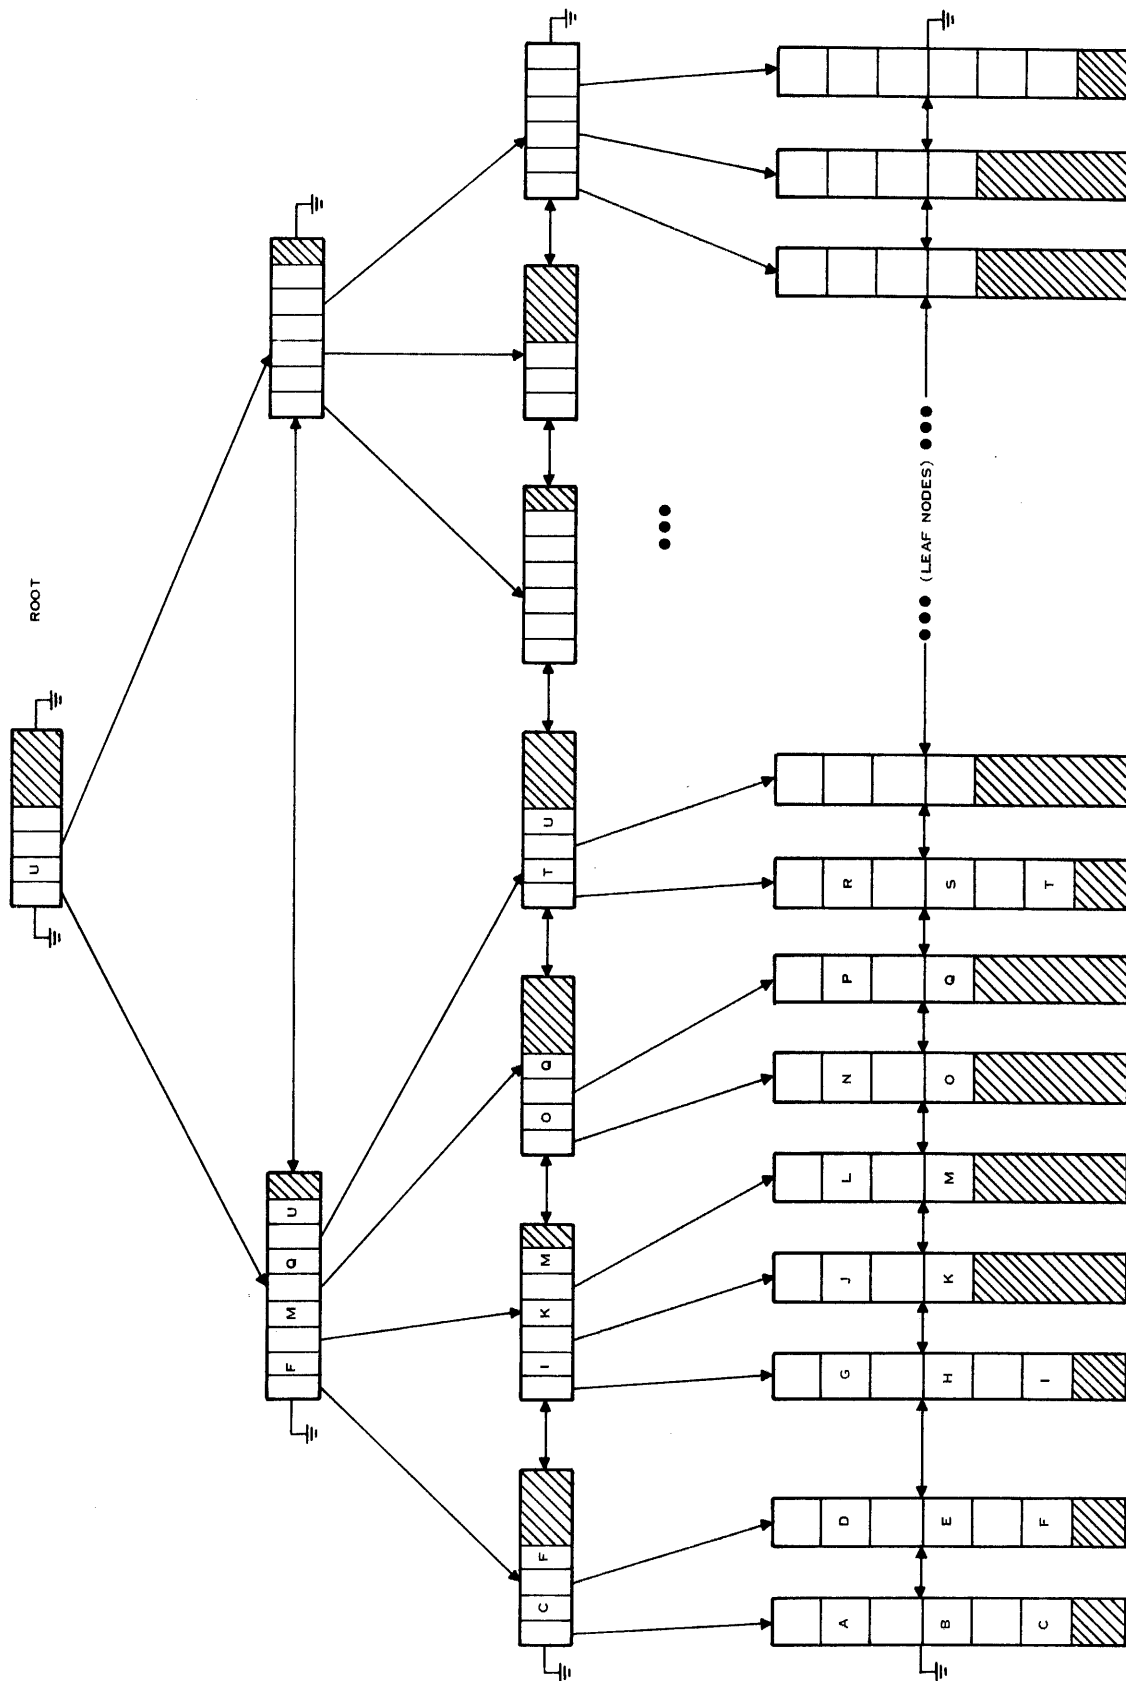 ROOT
U
F M Q U
C F
I K M
O Q
T U
A B C
D E F
G H I
J K
L M
N O
P Q
R S T
(LEAF NODES)